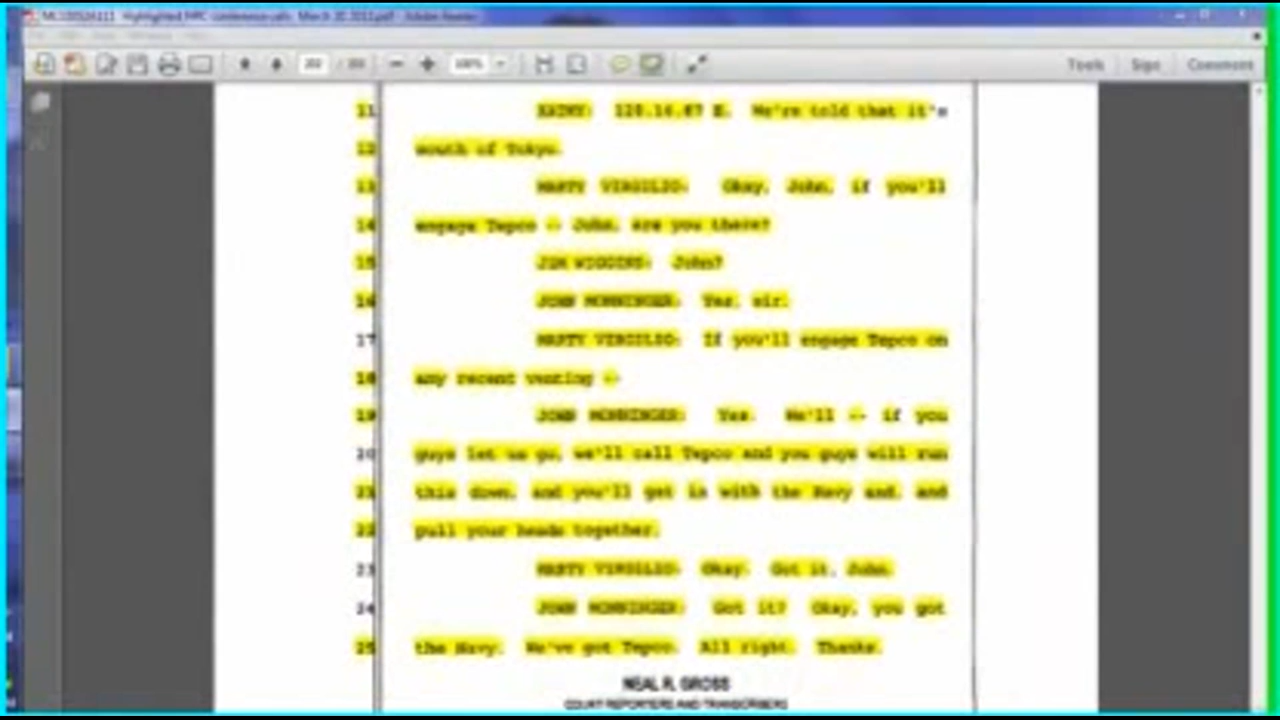 Tools Sign Comment
11 We're told that it's
12 south of Tokyo.
13 MARTY VIRGILIO: Okay, John, if you'll
14 engage Tepco -- John, are you there?
15 JIM WIGGINS: John?
16 JOHN MONNINGER: Yes, sir.
17 MARTY VIRGILIO: If you'll engage Tepco on
18 any recent venting --
19 JOHN MONNINGER: Yes. We'll -- if you
20 guys let us go, we'll call Tepco and you guys will run
21 this down, and you'll get in with the Navy and, and
22 pull your heads together.
23 MARTY VIRGILIO: Okay. Got it, John.
24 JOHN MONNINGER: Got it? Okay, you got
25 the Navy. We've got Tepco. All right. Thanks.
NEAL R. GROSS
COURT REPORTERS AND TRANSCRIBERS